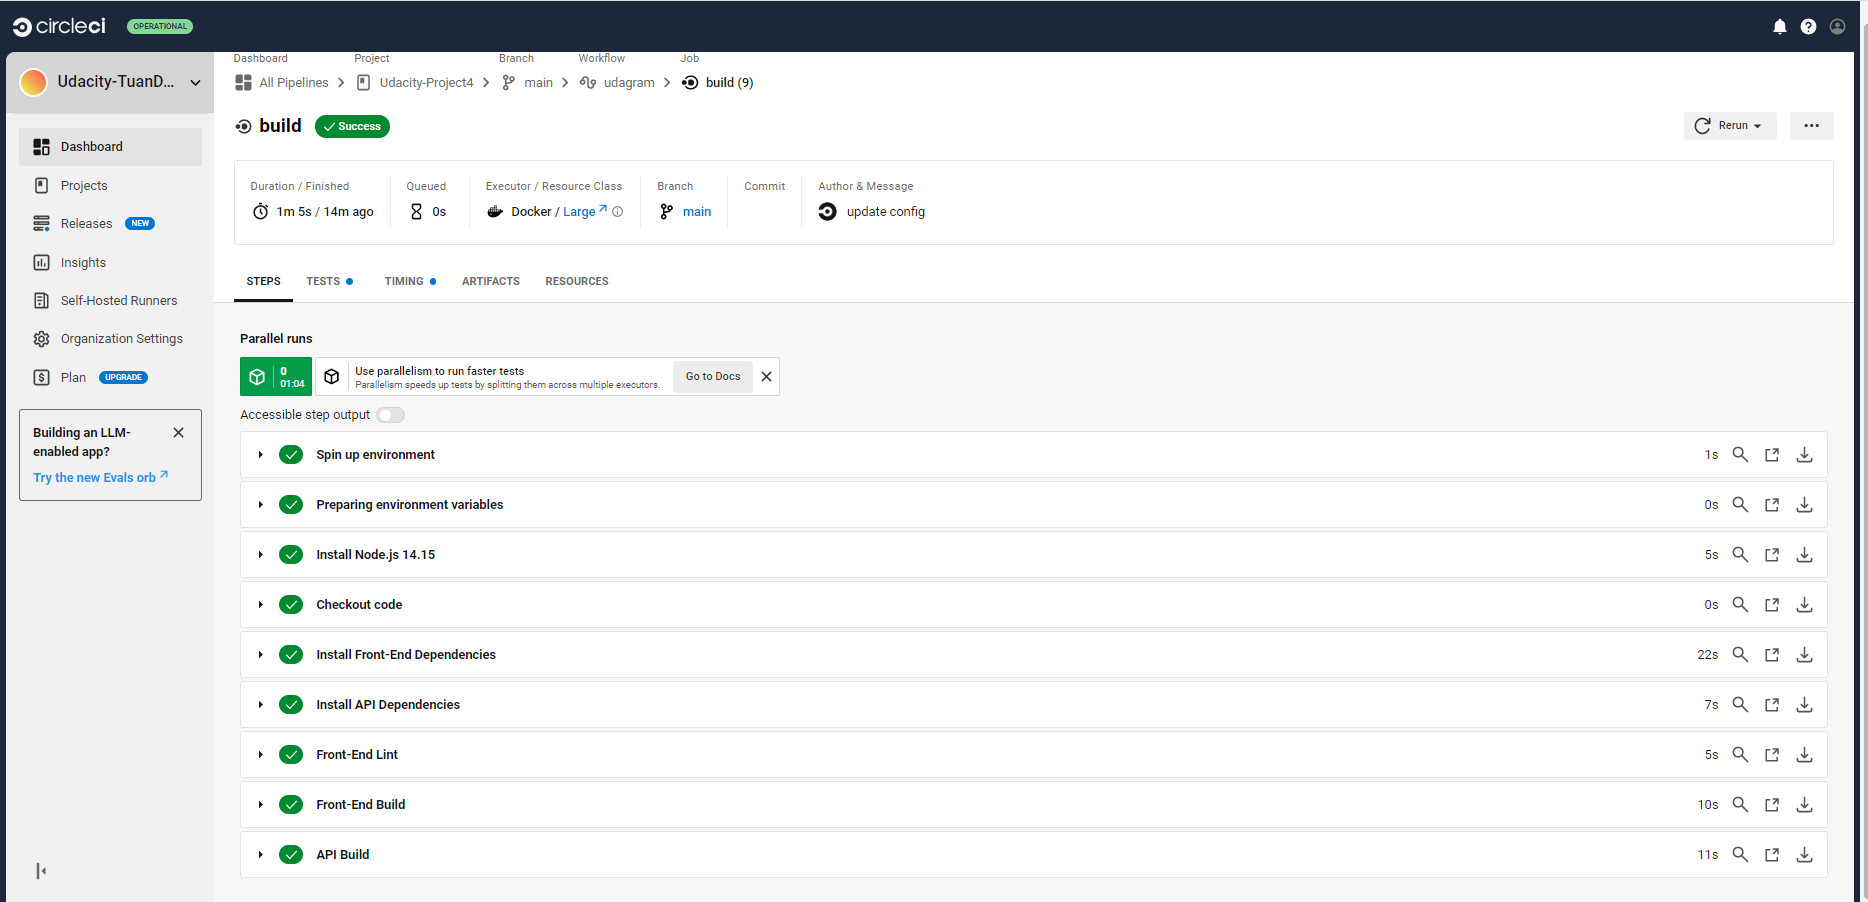 circleci
OPERATIONAL
Udacity-TuanD...
Dashboard
Projects
Releases NEW
Insights
Self-Hosted Runners
Organization Settings
Plan UPGRADE
Building an LLM-
enabled app?
Try the new Evals orb
Dashboard Project Branch Workflow Job
All Pipelines Udacity-Project4 main udagram build (9)
build Success
Rerun
Duration / Finished Queued Executor / Resource Class Branch Commit Author & Message
1m 5s / 14m ago 0s Docker / Large main update config
STEPS TESTS TIMING ARTIFACTS RESOURCES
Parallel runs
0
01:04
Use parallelism to run faster tests
Parallelism speeds up tests by splitting them across multiple executors.
Go to Docs
Accessible step output
Spin up environment 1s
Preparing environment variables 0s
Install Node.js 14.15 5s
Checkout code 0s
Install Front-End Dependencies 22s
Install API Dependencies 7s
Front-End Lint 5s
Front-End Build 10s
API Build 11s